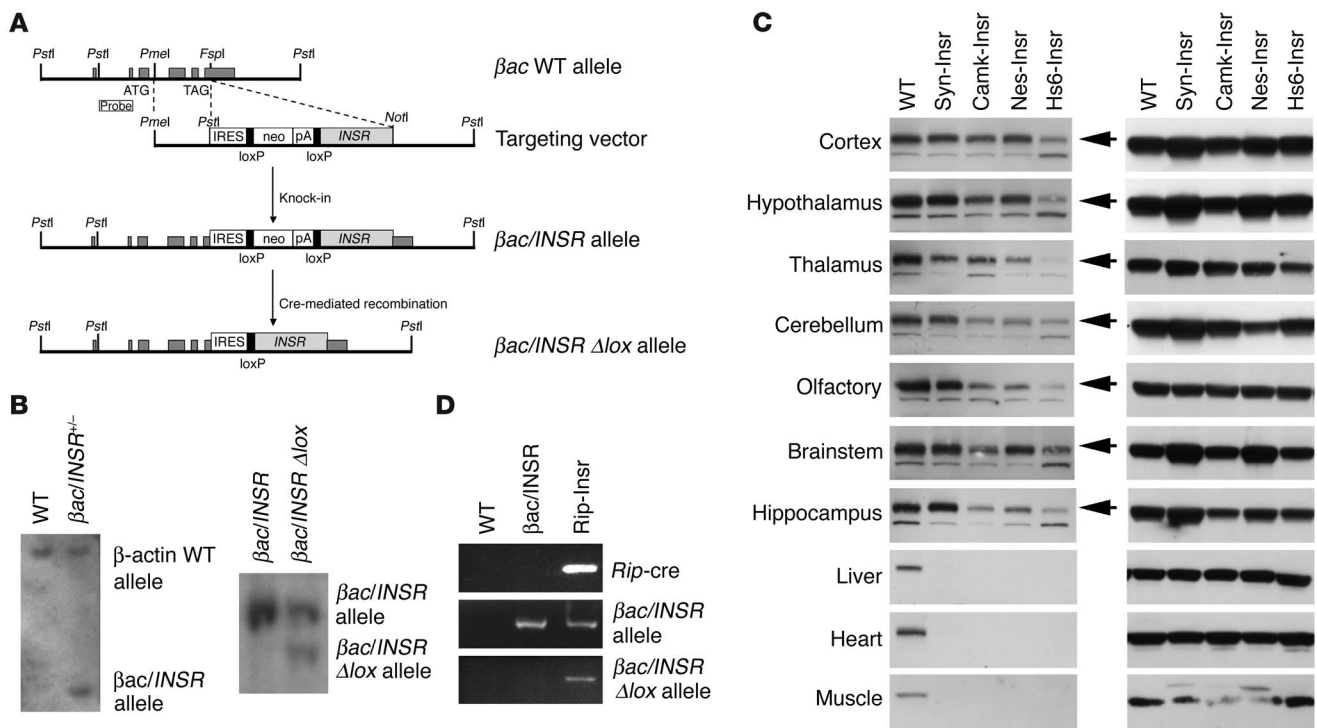 A
PstI PstI PmeI FspI PstI
βac WT allele
ATG TAG
Probe
NotI
PmeI PstI PstI
IRES neo pA INSR
Targeting vector
loxP loxP
Knock-in
PstI PstI PstI
βac/INSR allele
IRES neo pA INSR
loxP loxP
Cre-mediated recombination
PstI PstI PstI
IRES INSR
βac/INSR Δlox allele
loxP
B
WT
βac/INSR+/–
β-actin WT
allele
βac/INSR
allele
βac/INSR
βac/INSR Δlox
βac/INSR
allele
βac/INSR
Δlox allele
D
WT
βac/INSR
Rip-Insr
Rip-cre
βac/INSR
allele
βac/INSR
Δlox allele
C
WT Syn-Insr Camk-Insr Nes-Insr Hs6-Insr
WT Syn-Insr Camk-Insr Nes-Insr Hs6-Insr
Cortex
Hypothalamus
Thalamus
Cerebellum
Olfactory
Brainstem
Hippocampus
Liver
Heart
Muscle